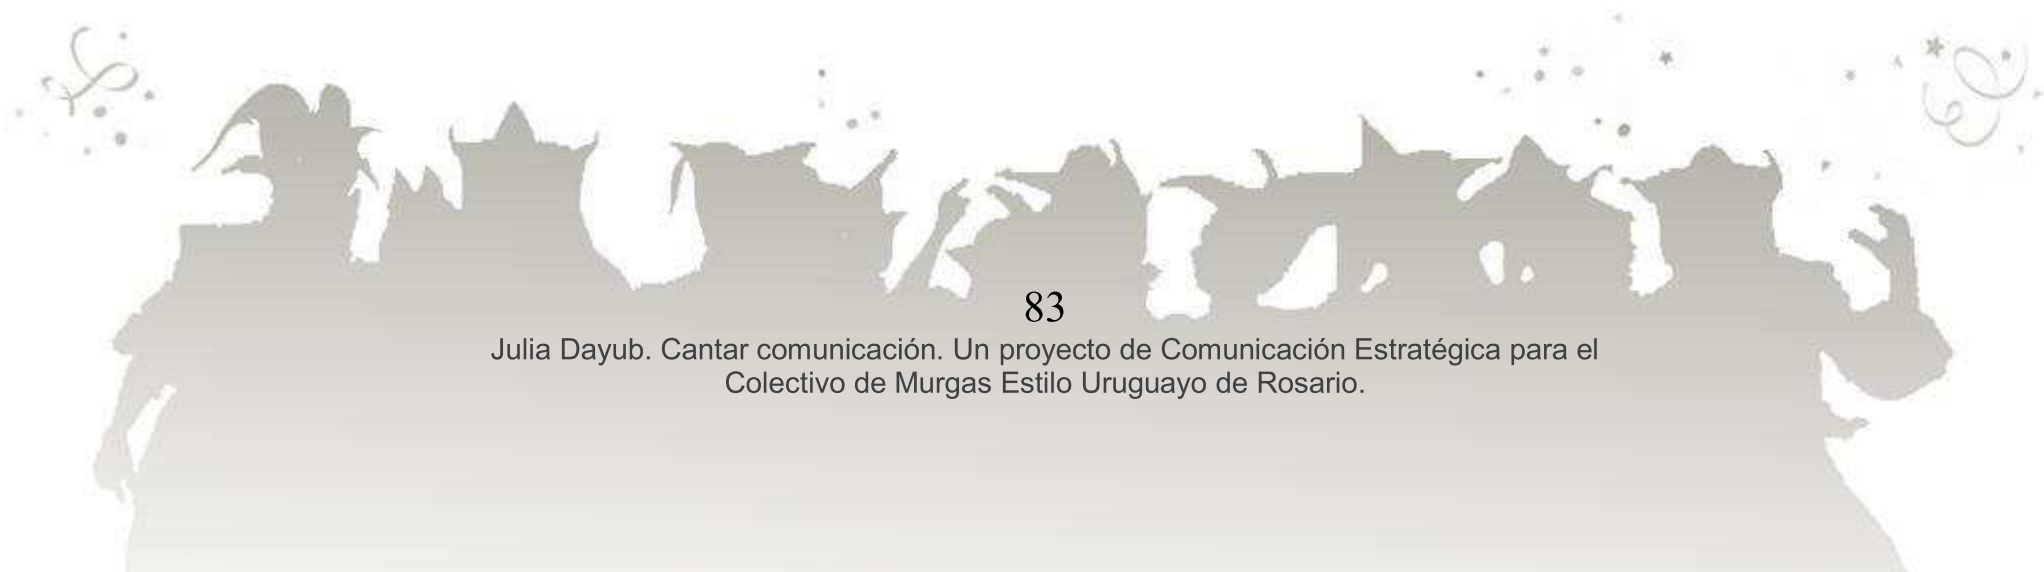 83
Julia Dayub. Cantar comunicación. Un proyecto de Comunicación Estratégica para el
Colectivo de Murgas Estilo Uruguayo de Rosario.